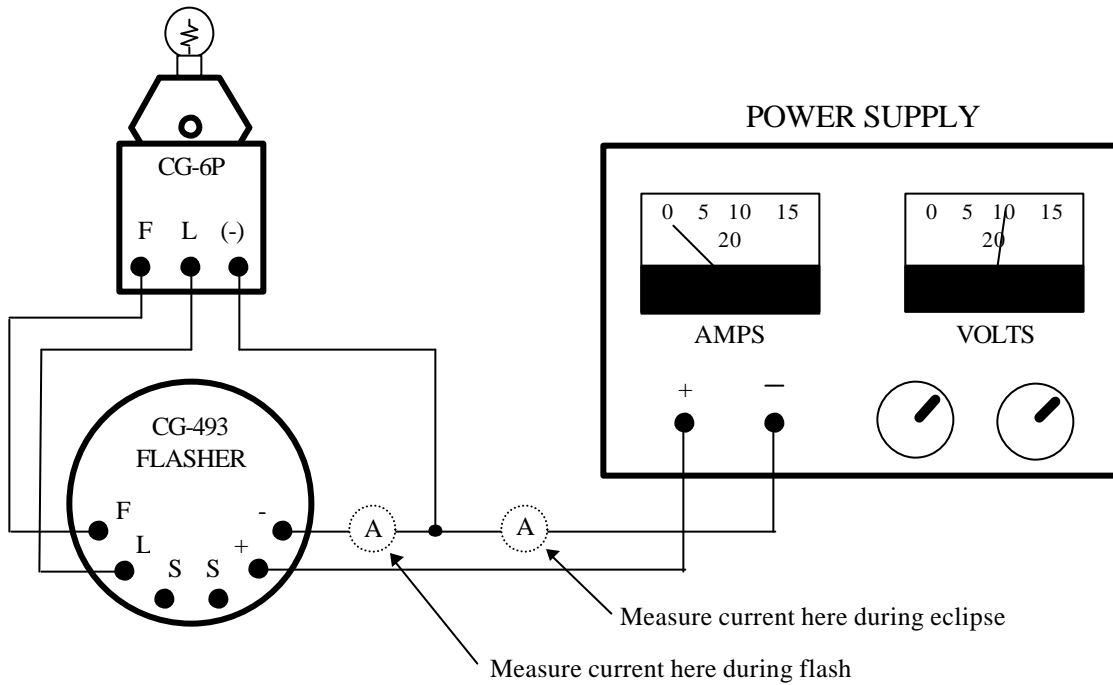 POWER SUPPLY
CG-6P
F L (-)
0 5 10 15
20
0 5 10 15
20
AMPS
VOLTS
+ −
CG-493
FLASHER
F
-
L
+
S S
A
A
Measure current here during eclipse
Measure current here during flash